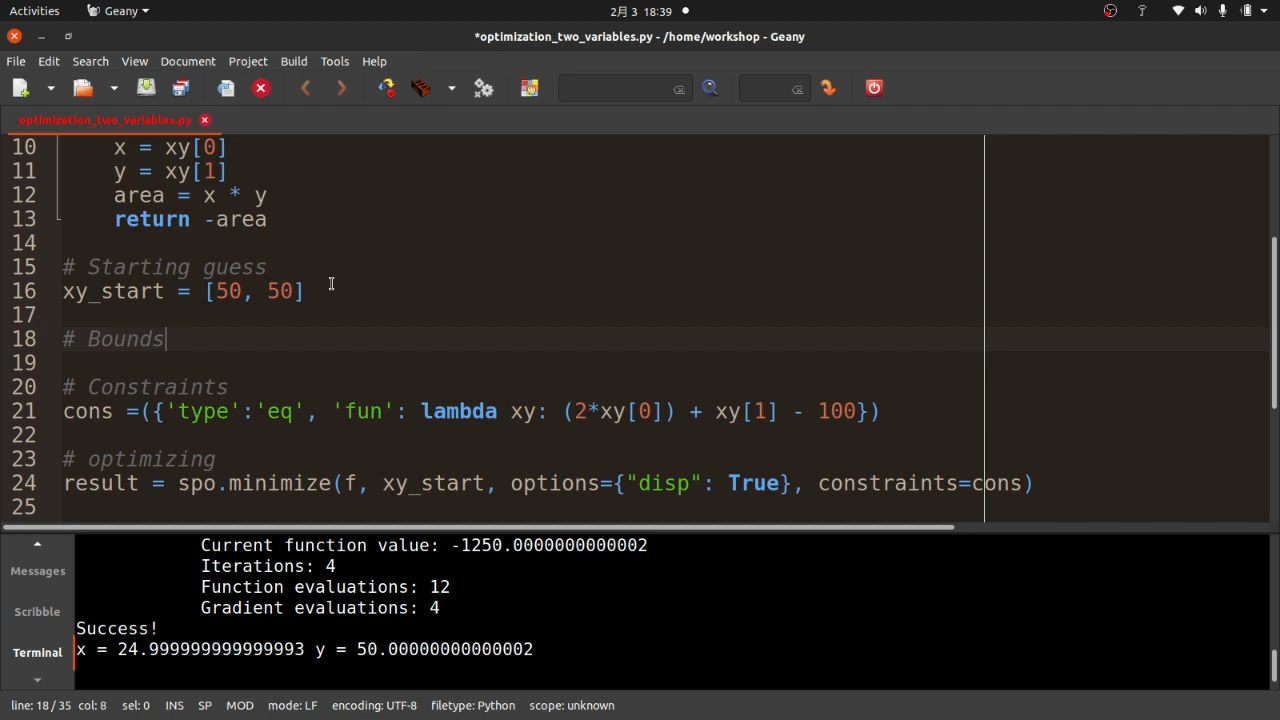 Activities
Geany
2月 3 18:39
*optimization_two_variables.py - /home/workshop - Geany
File Edit Search View Document Project Build Tools Help
optimization_two_variables.py
10 x = xy[0]
11 y = xy[1]
12 area = x * y
13 return -area
14
15 # Starting guess
16 xy_start = [50, 50]
17
18 # Bounds
19
20 # Constraints
21 cons =({'type':'eq', 'fun': lambda xy: (2*xy[0]) + xy[1] - 100})
22
23 # optimizing
24 result = spo.minimize(f, xy_start, options={"disp": True}, constraints=cons)
25
Messages
Scribble
Terminal
Current function value: -1250.0000000000002
Iterations: 4
Function evaluations: 12
Gradient evaluations: 4
Success!
x = 24.999999999999993 y = 50.00000000000002
line: 18 / 35 col: 8 sel: 0 INS SP MOD mode: LF encoding: UTF-8 filetype: Python scope: unknown